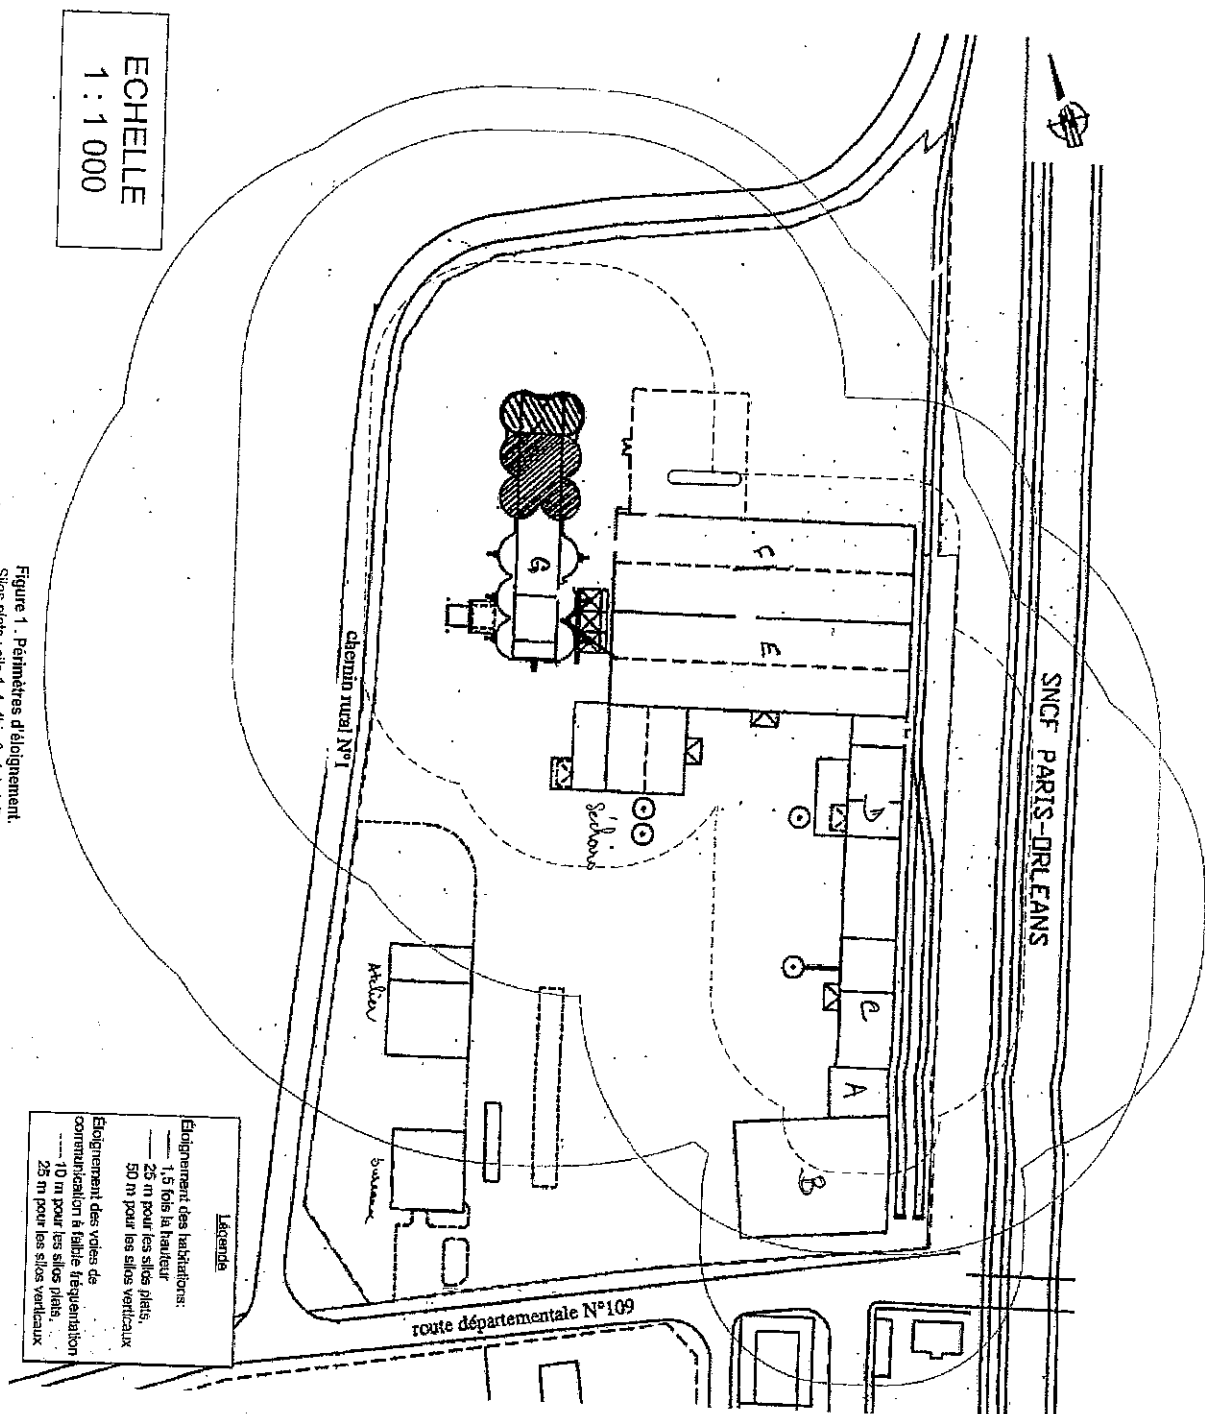 ECHELLE
1 : 1 000
SNCF PARIS-ORLEANS
F
E
G
D
C
A
B
Séchoirs
Atelier
bureaux
chemin rural N°1
route départementale N°109
Légende
Éloignement des habitations:
— 1,5 fois la hauteur
— 25 m pour les silos plats,
50 m pour les silos verticaux
Éloignement des voies de
communication à faible fréquentation
---- 10 m pour les silos plats,
25 m pour les silos verticaux
Figure 1 . Périmètres d'éloignement.